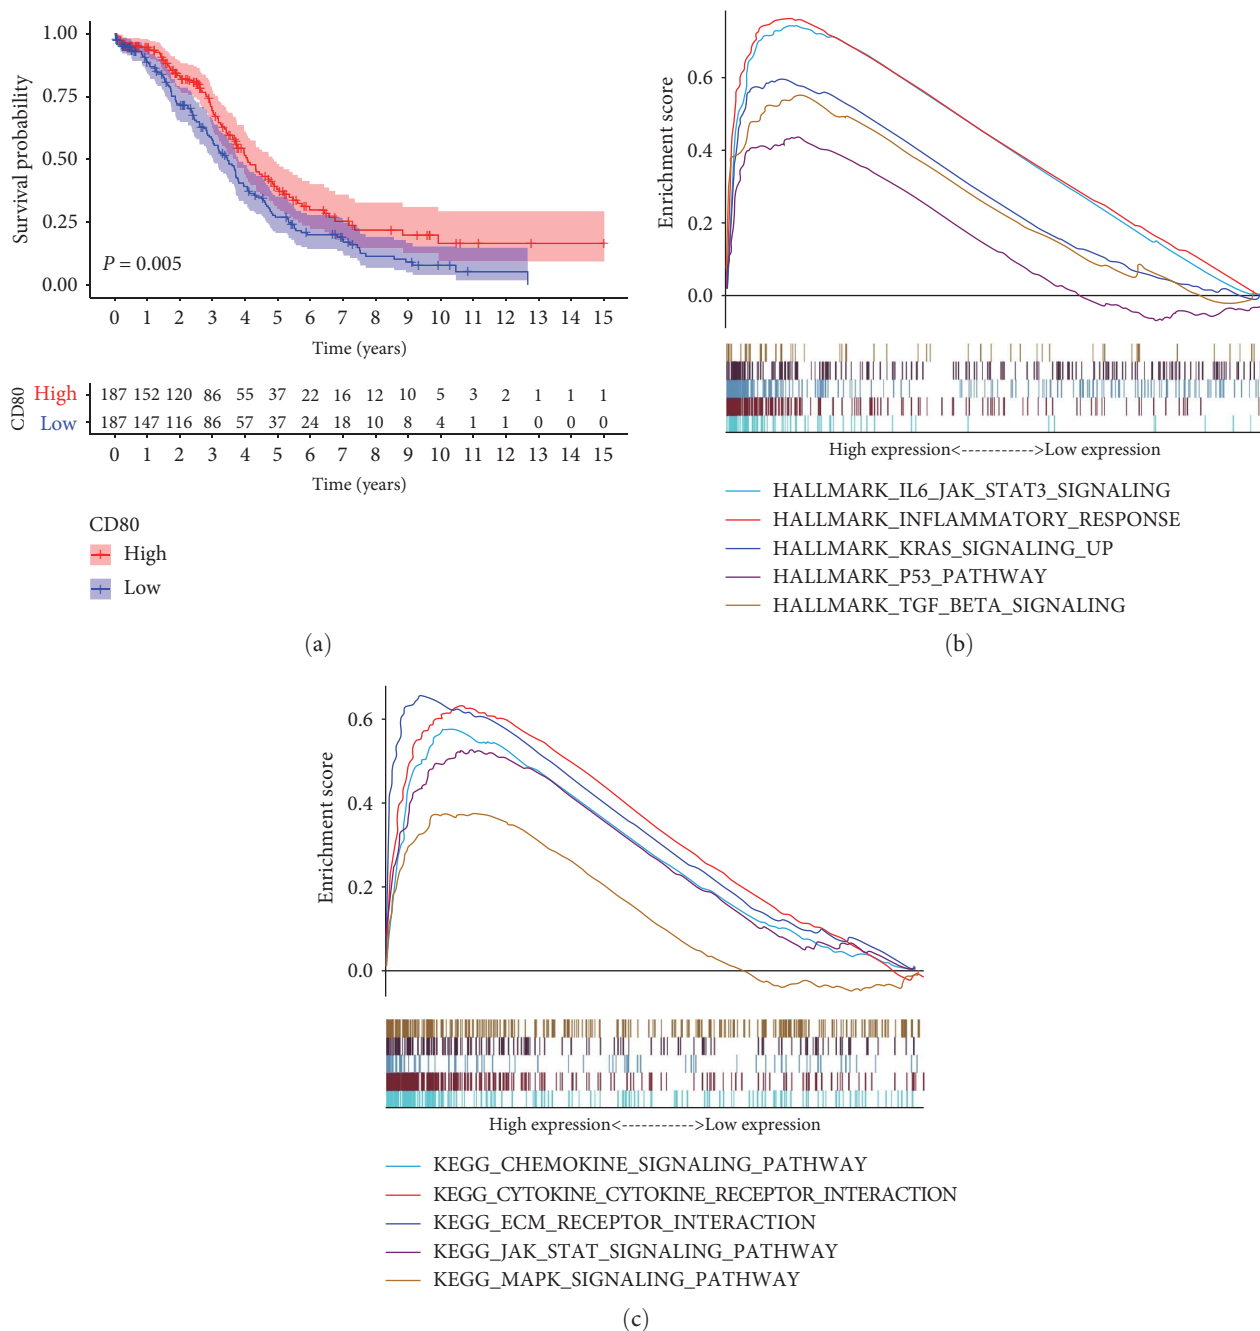 1.00
0.75
0.50
0.25
0.00
Survival probability
P = 0.005
0 1 2 3 4 5 6 7 8 9 10 11 12 13 14 15
Time (years)
CD80
High 187 152 120 86 55 37 22 16 12 10 5 3 2 1 1 1
Low 187 147 116 86 57 37 24 18 10 8 4 1 1 0 0 0
0 1 2 3 4 5 6 7 8 9 10 11 12 13 14 15
Time (years)
CD80
High
Low
(a)
0.6
0.4
0.2
0.0
Enrichment score
High expression<----------->Low expression
HALLMARK_IL6_JAK_STAT3_SIGNALING
HALLMARK_INFLAMMATORY_RESPONSE
HALLMARK_KRAS_SIGNALING_UP
HALLMARK_P53_PATHWAY
HALLMARK_TGF_BETA_SIGNALING
(b)
0.6
0.4
0.2
0.0
Enrichment score
High expression<----------->Low expression
KEGG_CHEMOKINE_SIGNALING_PATHWAY
KEGG_CYTOKINE_CYTOKINE_RECEPTOR_INTERACTION
KEGG_ECM_RECEPTOR_INTERACTION
KEGG_JAK_STAT_SIGNALING_PATHWAY
KEGG_MAPK_SIGNALING_PATHWAY
(c)